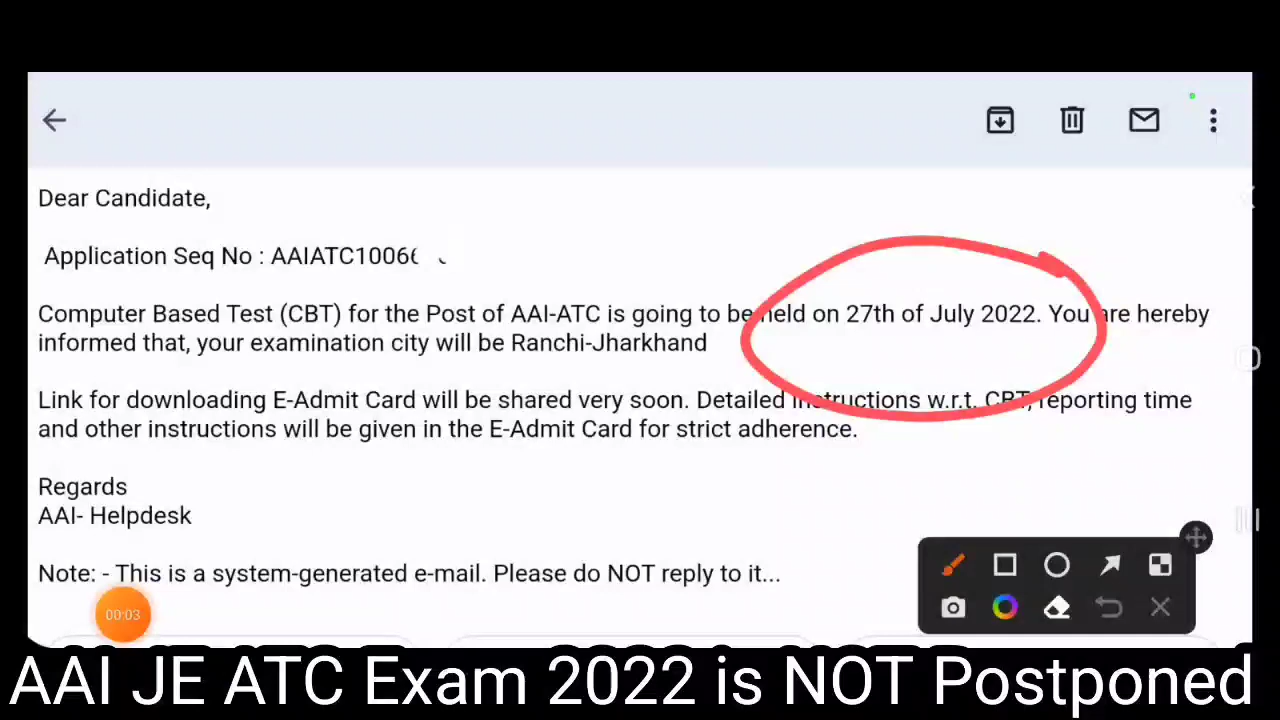 Dear Candidate,
Application Seq No : AAIATC10066
Computer Based Test (CBT) for the Post of AAI-ATC is going to be held on 27th of July 2022. You are hereby
informed that, your examination city will be Ranchi-Jharkhand
Link for downloading E-Admit Card will be shared very soon. Detailed instructions w.r.t. CBT, reporting time
and other instructions will be given in the E-Admit Card for strict adherence.
Regards
AAI- Helpdesk
Note: - This is a system-generated e-mail. Please do NOT reply to it...
00:03
AAI JE ATC Exam 2022 is NOT Postponed